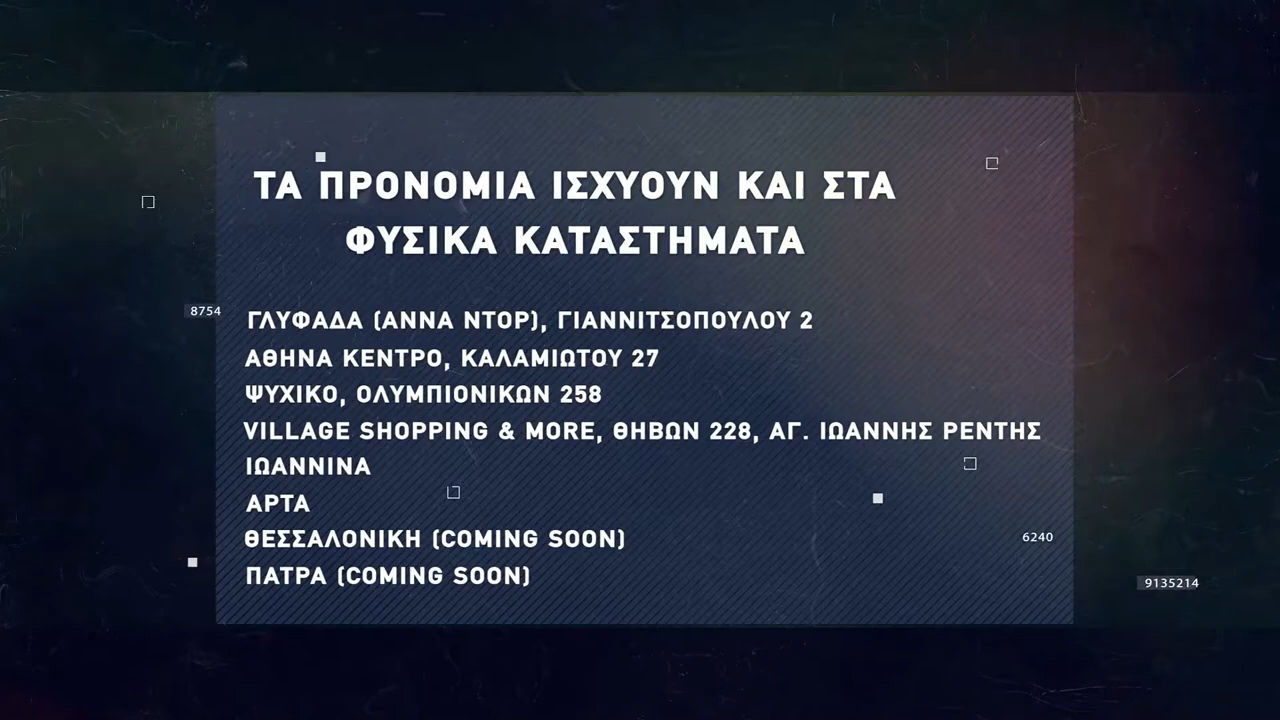 ΤΑ ΠΡΟΝΟΜΙΑ ΙΣΧΥΟΥΝ ΚΑΙ ΣΤΑ
ΦΥΣΙΚΑ ΚΑΤΑΣΤΗΜΑΤΑ
8754
ΓΛΥΦΑΔΑ (ΑΝΝΑ ΝΤΟΡ), ΓΙΑΝΝΙΤΣΟΠΟΥΛΟΥ 2
ΑΘΗΝΑ ΚΕΝΤΡΟ, ΚΑΛΑΜΙΩΤΟΥ 27
ΨΥΧΙΚΟ, ΟΛΥΜΠΙΟΝΙΚΩΝ 258
VILLAGE SHOPPING & MORE, ΘΗΒΩΝ 228, ΑΓ. ΙΩΑΝΝΗΣ ΡΕΝΤΗΣ
ΙΩΑΝΝΙΝΑ
ΑΡΤΑ
ΘΕΣΣΑΛΟΝΙΚΗ (COMING SOON)
6240
ΠΑΤΡΑ (COMING SOON)
9135214